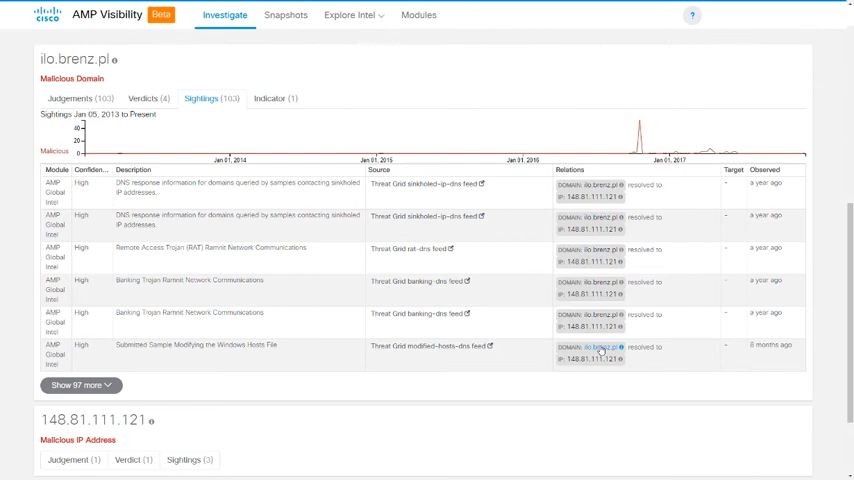 CISCO AMP Visibility Beta Investigate Snapshots Explore Intel Modules ?
ilo.brenz.pl
Malicious Domain
Judgements (103) Verdicts (4) Sightings (103) Indicator (1)
Sightings Jan 05, 2013 to Present
40
20
Malicious 0
Jan 01, 2014 Jan 01, 2015 Jan 01, 2016 Jan 01, 2017
Module Confiden... Description Source Relations Target Observed
AMP Global Intel High DNS response information for domains queried by samples contacting sinkholed IP addresses. Threat Grid sinkholed-ip-dns feed DOMAIN: ilo.brenz.pl resolved to IP: 148.81.111.121 - a year ago
AMP Global Intel High DNS response information for domains queried by samples contacting sinkholed IP addresses. Threat Grid sinkholed-ip-dns feed DOMAIN: ilo.brenz.pl resolved to IP: 148.81.111.121 - a year ago
AMP Global Intel High Remote Access Trojan (RAT) Ramnit Network Communications Threat Grid rat-dns feed DOMAIN: ilo.brenz.pl resolved to IP: 148.81.111.121 - a year ago
AMP Global Intel High Banking Trojan Ramnit Network Communications Threat Grid banking-dns feed DOMAIN: ilo.brenz.pl resolved to IP: 148.81.111.121 - a year ago
AMP Global Intel High Banking Trojan Ramnit Network Communications Threat Grid banking-dns feed DOMAIN: ilo.brenz.pl resolved to IP: 148.81.111.121 - a year ago
AMP Global Intel High Submitted Sample Modifying the Windows Hosts File Threat Grid modified-hosts-dns feed DOMAIN: ilo.brenz.pl resolved to IP: 148.81.111.121 - 8 months ago
Show 97 more
148.81.111.121
Malicious IP Address
Judgement (1) Verdict (1) Sightings (3)